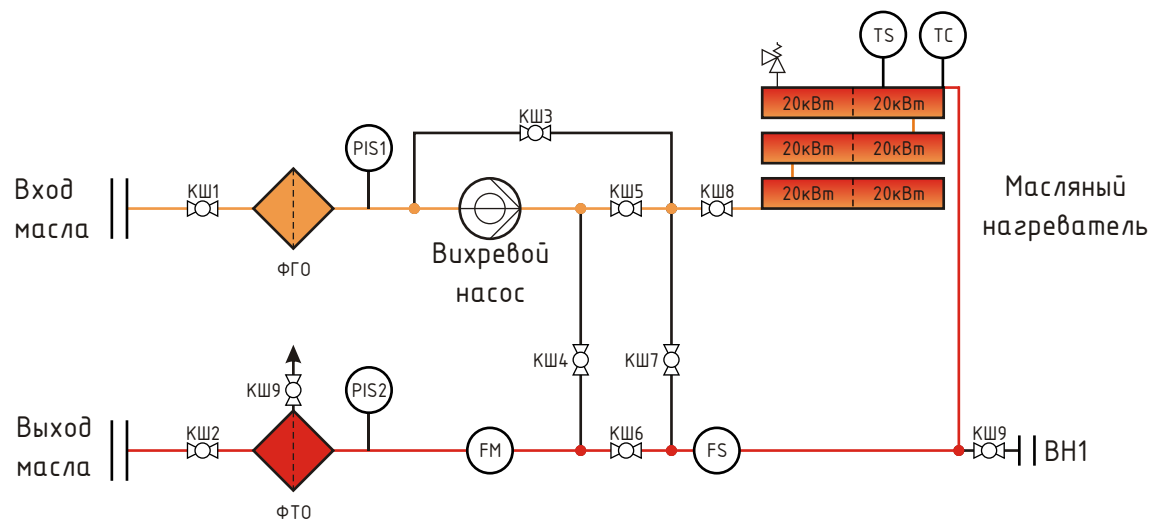 TS
TC
20кВт
20кВт
КШ3
PIS1
20кВт
20кВт
Вход
масла
КШ1
КШ5
КШ8
20кВт
20кВт
Масляный
нагреватель
Вихревой
насос
ФГО
КШ4
КШ7
КШ9
PIS2
Выход
масла
КШ2
FM
КШ6
FS
КШ9
ВН1
ФТО